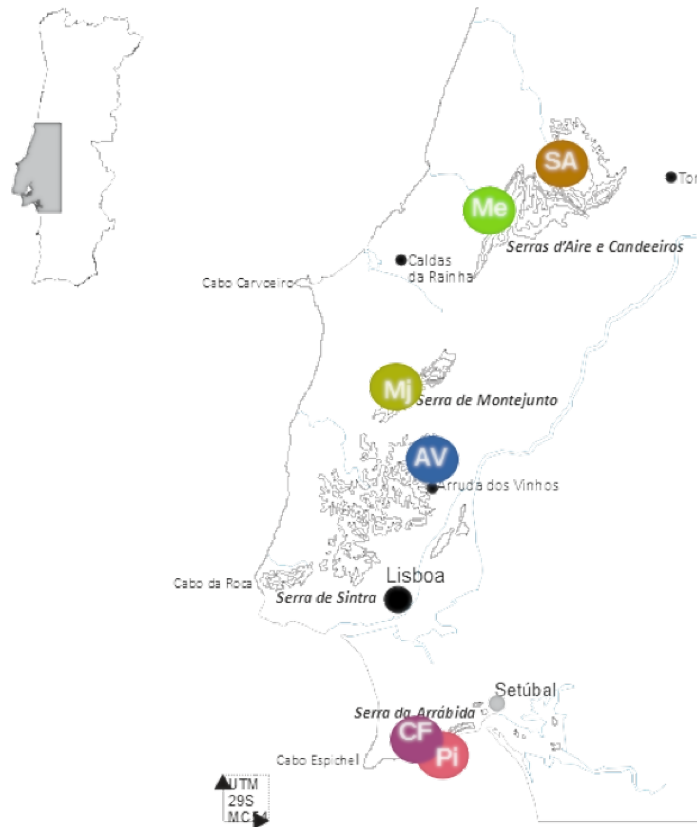 SA
Tor
Me
Serras d'Aire e Candeeiros
Caldas
da Rainha
Cabo Carvoeiro
Mj
Serra de Montejunto
AV
Arruda dos Vinhos
Cabo da Roca
Lisboa
Serra de Sintra
Setúbal
Serra da Arrábida
CF
Pi
Cabo Espichel
UTM
29S